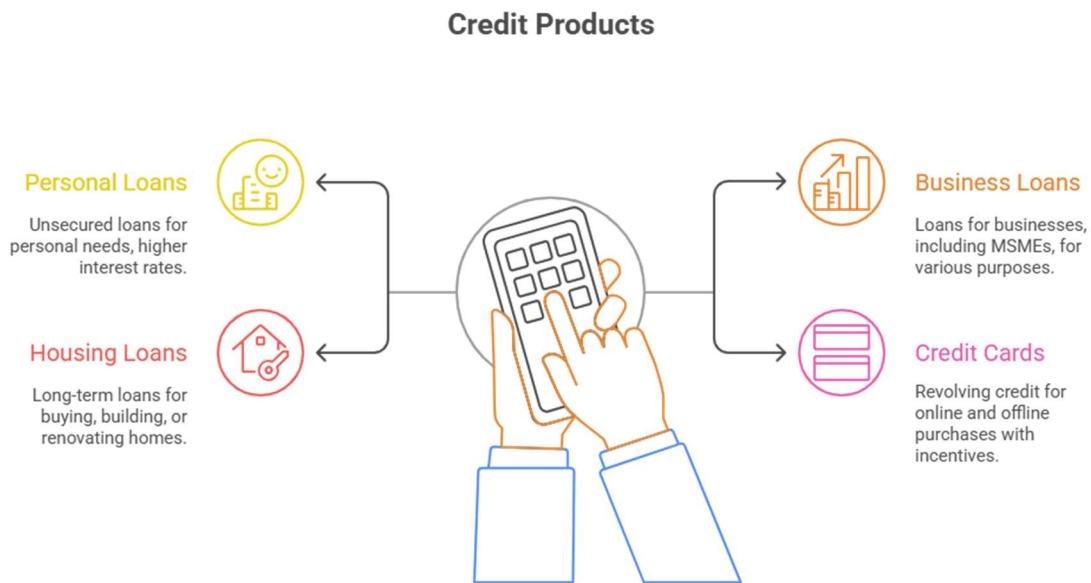 Credit Products
Personal Loans
Unsecured loans for
personal needs, higher
interest rates.
Housing Loans
Long-term loans for
buying, building, or
renovating homes.
Business Loans
Loans for businesses,
including MSMEs, for
various purposes.
Credit Cards
Revolving credit for
online and offline
purchases with
incentives.